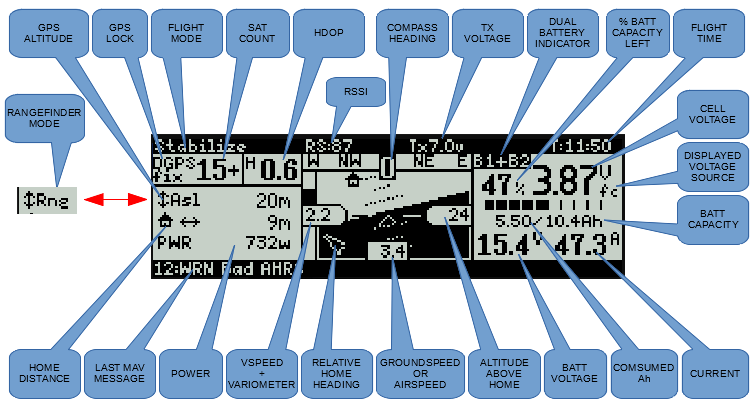 GPS
ALTITUDE
GPS
LOCK
FLIGHT
MODE
SAT
COUNT
HDOP
COMPASS
HEADING
TX
VOLTAGE
DUAL
BATTERY
INDICATOR
% BATT
CAPACITY
LEFT
FLIGHT
TIME
RSSI
RANGEFINDER
MODE
CELL
VOLTAGE
DISPLAYED
VOLTAGE
SOURCE
BATT
CAPACITY
↕Rng
Stabilize RS:87 Tx7.0v T:11:50
DGPS
fix
15+
H 0.6
W NW 0 NE E
B1+B2
47%
3.87V
fc
↕Asl 20m
↔ 9m
PWR 732w
2.2
24
3.4
5.50/10.4Ah
15.4V 47.3A
12:WRN Bad AHRS
HOME
DISTANCE
LAST MAV
MESSAGE
POWER
VSPEED
+
VARIOMETER
RELATIVE
HOME
HEADING
GROUNDSPEED
OR
AIRSPEED
ALTITUDE
ABOVE
HOME
BATT
VOLTAGE
COMSUMED
Ah
CURRENT